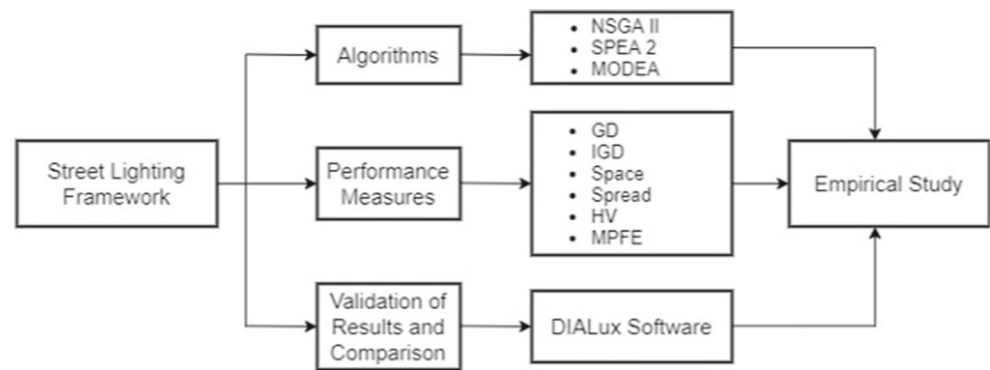 Street Lighting
Framework
Algorithms
• NSGA II
• SPEA 2
• MODEA
Performance
Measures
• GD
• IGD
• Space
• Spread
• HV
• MPFE
Validation of
Results and
Comparison
DIALux Software
Empirical Study